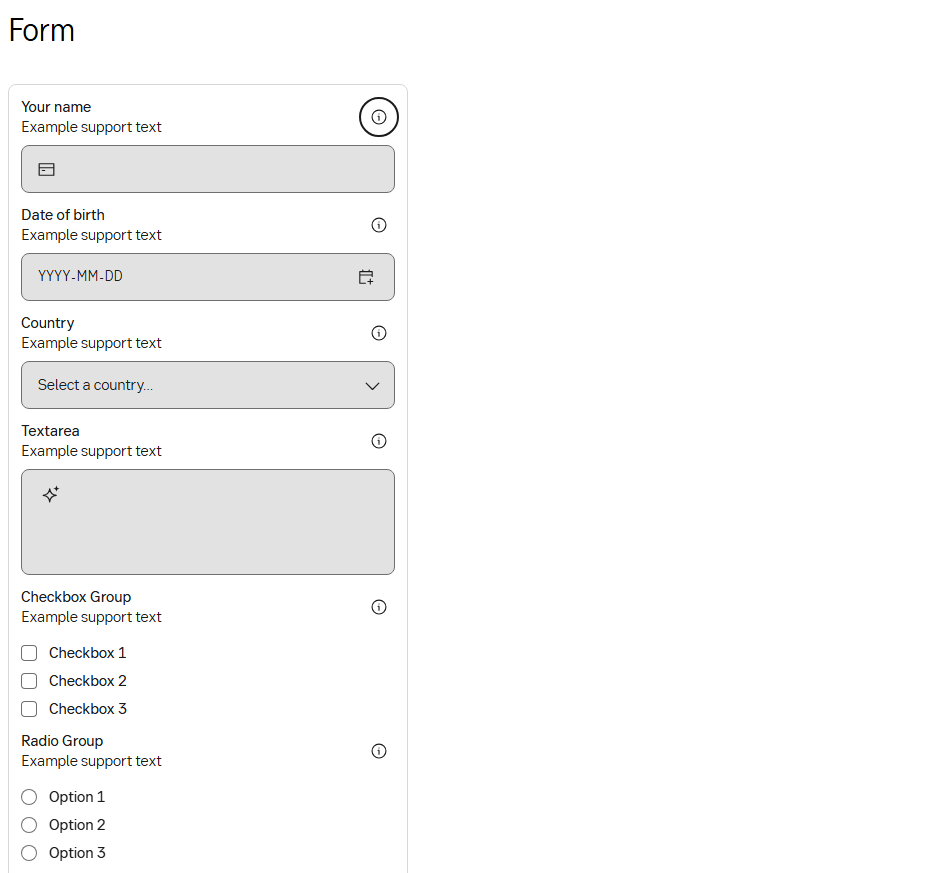 Form
Your name
Example support text
Date of birth
Example support text
YYYY-MM-DD
Country
Example support text
Select a country...
Textarea
Example support text
Checkbox Group
Example support text
Checkbox 1
Checkbox 2
Checkbox 3
Radio Group
Example support text
Option 1
Option 2
Option 3